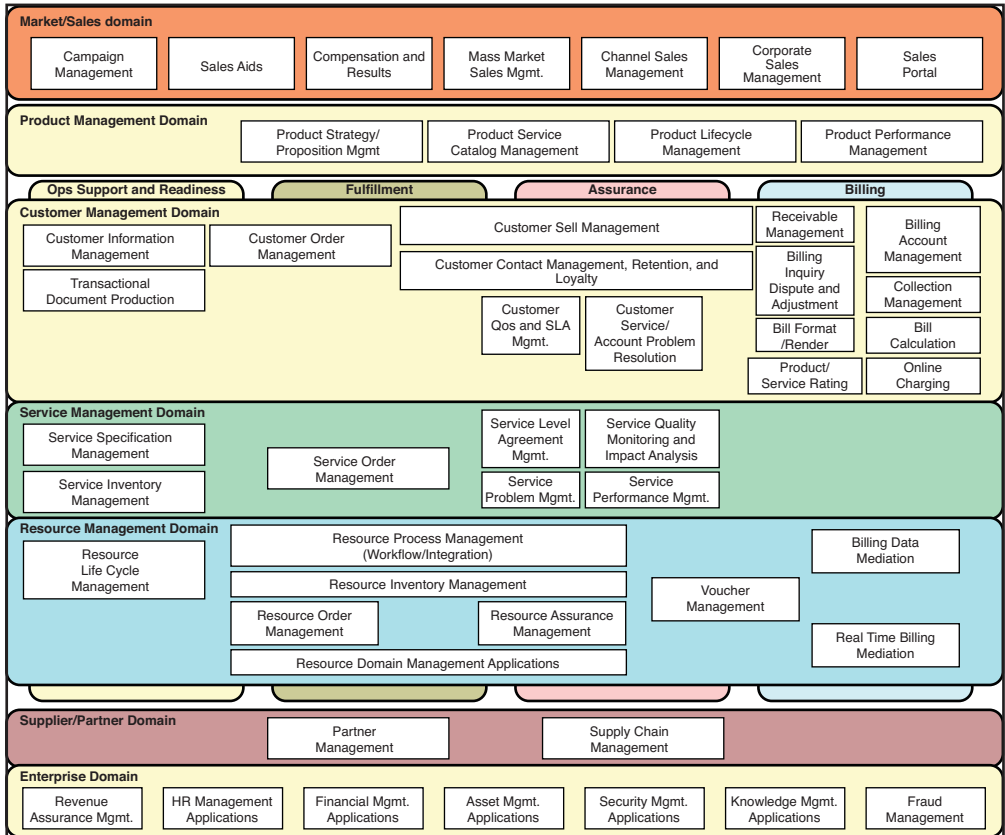 Market/Sales domain
Campaign
Management
Sales Aids
Compensation and
Results
Mass Market
Sales Mgmt.
Channel Sales
Management
Corporate
Sales
Management
Sales
Portal
Product Management Domain
Product Strategy/
Proposition Mgmt
Product Service
Catalog Management
Product Lifecycle
Management
Product Performance
Management
Ops Support and Readiness
Fulfillment
Assurance
Billing
Customer Management Domain
Customer Information
Management
Transactional
Document Production
Customer Order
Management
Customer Sell Management
Customer Contact Management, Retention, and
Loyalty
Customer
Qos and SLA
Mgmt.
Customer
Service/
Account Problem
Resolution
Receivable
Management
Billing
Inquiry
Dispute and
Adjustment
Bill Format
/Render
Product/
Service Rating
Billing
Account
Management
Collection
Management
Bill
Calculation
Online
Charging
Service Management Domain
Service Specification
Management
Service Inventory
Management
Service Order
Management
Service Level
Agreement
Mgmt.
Service Quality
Monitoring and
Impact Analysis
Service
Problem Mgmt.
Service
Performance Mgmt.
Resource Management Domain
Resource
Life Cycle
Management
Resource Process Management
(Workflow/Integration)
Resource Inventory Management
Resource Order
Management
Resource Assurance
Management
Resource Domain Management Applications
Voucher
Management
Billing Data
Mediation
Real Time Billing
Mediation
Supplier/Partner Domain
Partner
Management
Supply Chain
Management
Enterprise Domain
Revenue
Assurance Mgmt.
HR Management
Applications
Financial Mgmt.
Applications
Asset Mgmt.
Applications
Security Mgmt.
Applications
Knowledge Mgmt.
Applications
Fraud
Management